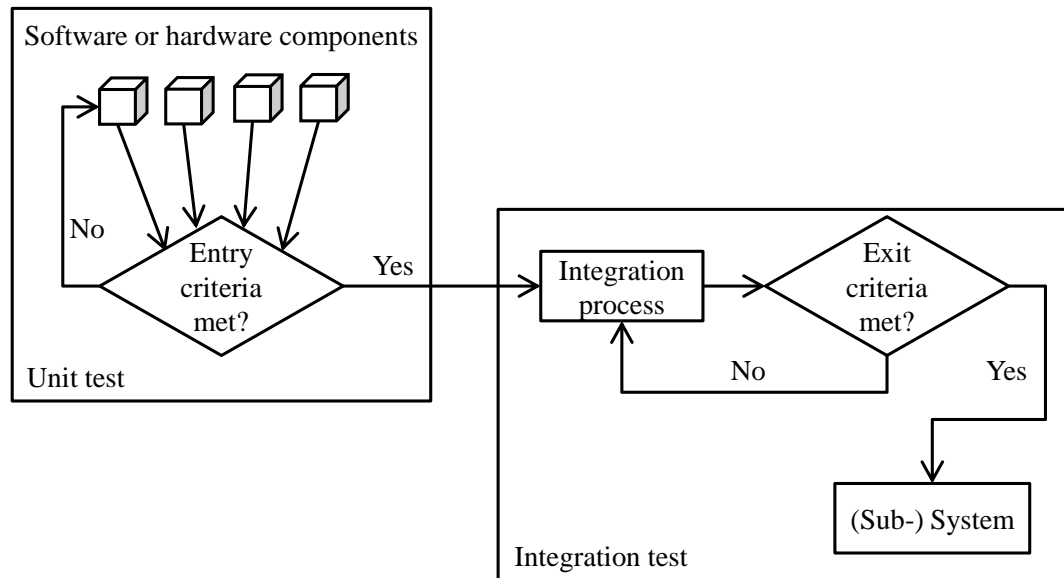 Software or hardware components
No
Entry
criteria
met?
Yes
Unit test
Integration
process
Exit
criteria
met?
No
Yes
(Sub-) System
Integration test